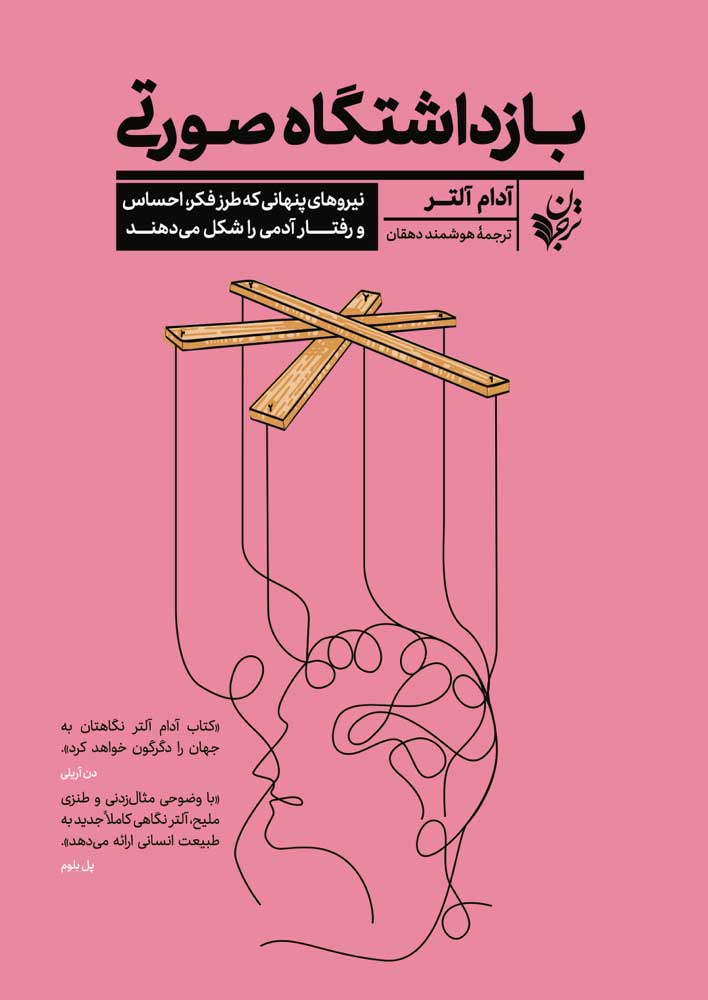 بازداشتگاه صورتی
ترجمان
آدام آلتر
ترجمهٔ هوشمند دهقان
نیروهای پنهانی که طرز فکر، احساس
و رفتار آدمی را شکل می‌دهند
«کتاب آدام آلتر نگاهتان به
جهان را دگرگون خواهد کرد».
دن آریلی
«با وضوحی مثال‌زدنی و طنزی
ملیح، آلتر نگاهی کاملاً جدید به
طبیعت انسانی ارائه می‌دهد».
پل بلوم